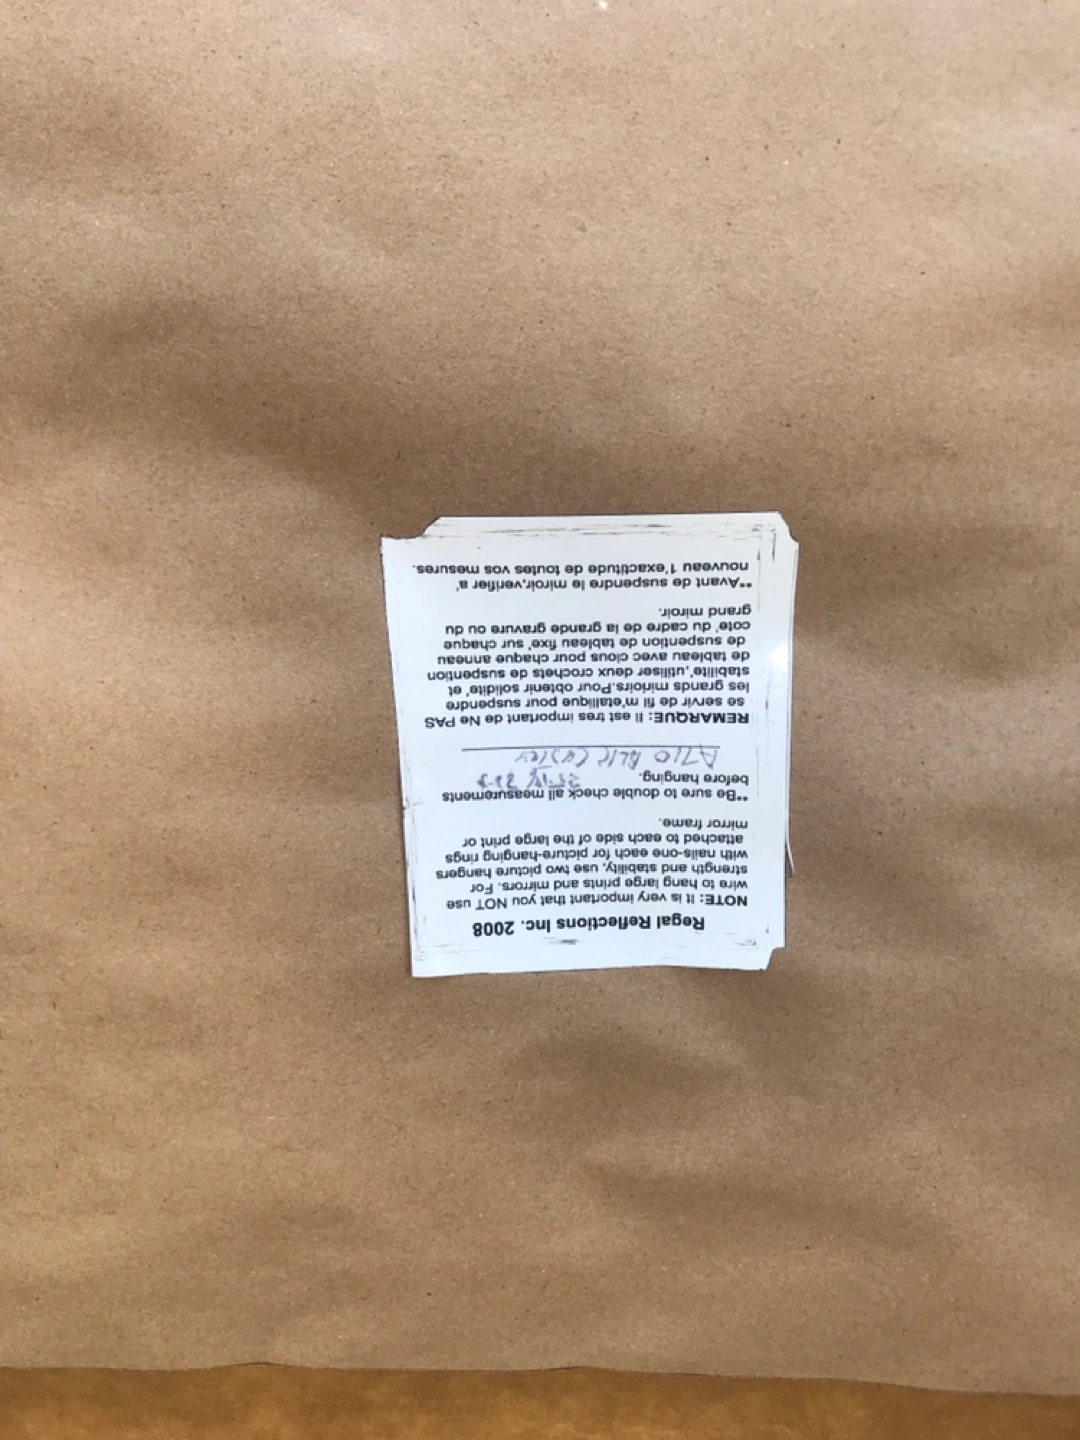 Regal Reflections Inc. 2008
NOTE: It is very important that you NOT use
wire to hang large prints and mirrors. For
strength and stability, use two picture hangers
with nails-one each for picture-hanging rings
attached to each side of the large print or
mirror frame.
**Be sure to double check all measurements
before hanging.
A710 BLK
REMARQUE: Il est tres important de Ne PAS
se servir de fil m'etallique pour suspendre
les grands mirioirs.Pour obtenir solidite' et
stabilite','utiliser deux crochets de suspention
de tableau avec clous pour chaque anneau
de suspention de tableau fixe' sur chaque
cote' du cadre de la grande gravure ou du
grand miroir.
**Avant de suspendre le miroir,verifier a'
nouveau 1'exactitude de toutes vos mesures.